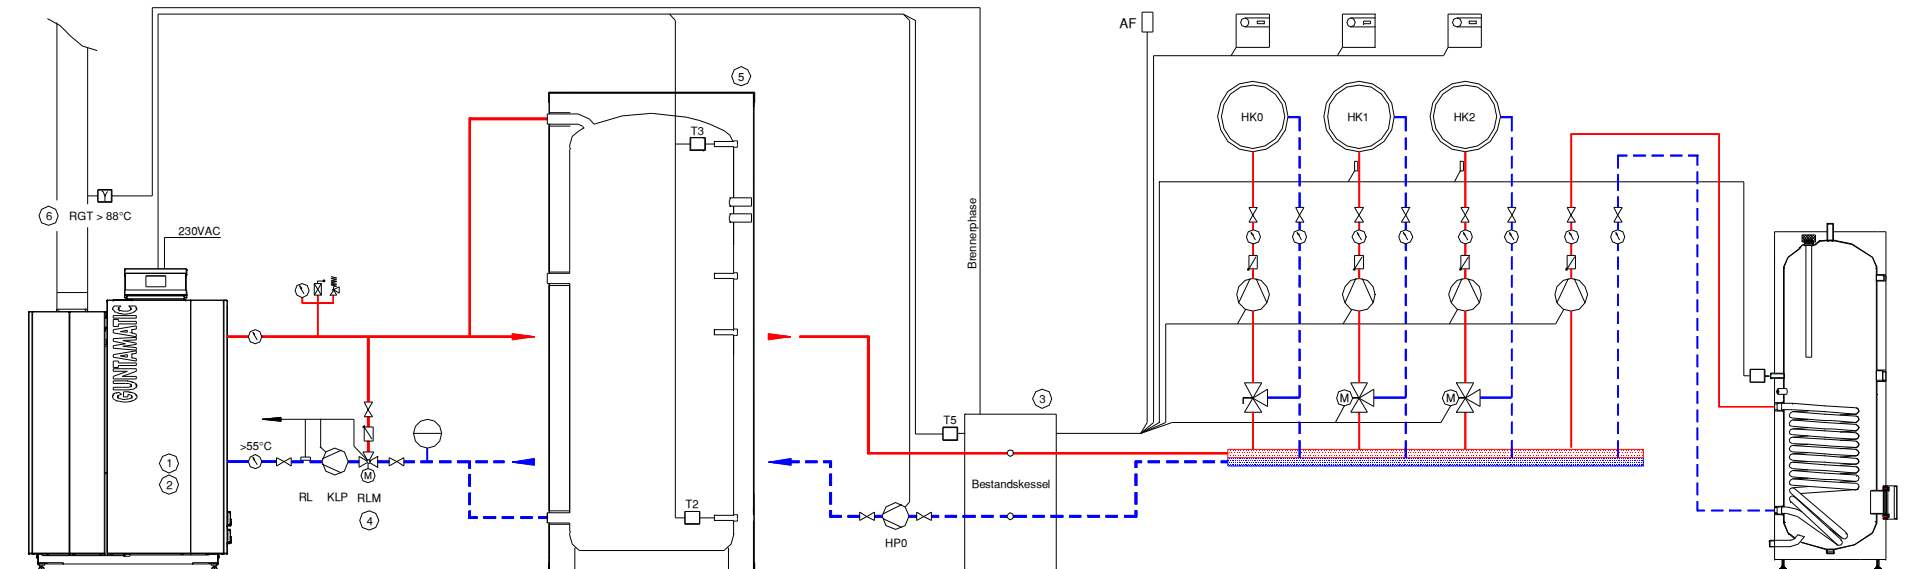 AF
5
HK0
HK1
HK2
T3
Y
6
RGT > 88°C
230VAC
Brennerphase
GUNTAMATIC
3
M
M
T5
>55°C
1
2
M
RL
KLP
RLM
4
T2
Bestandskessel
HP0